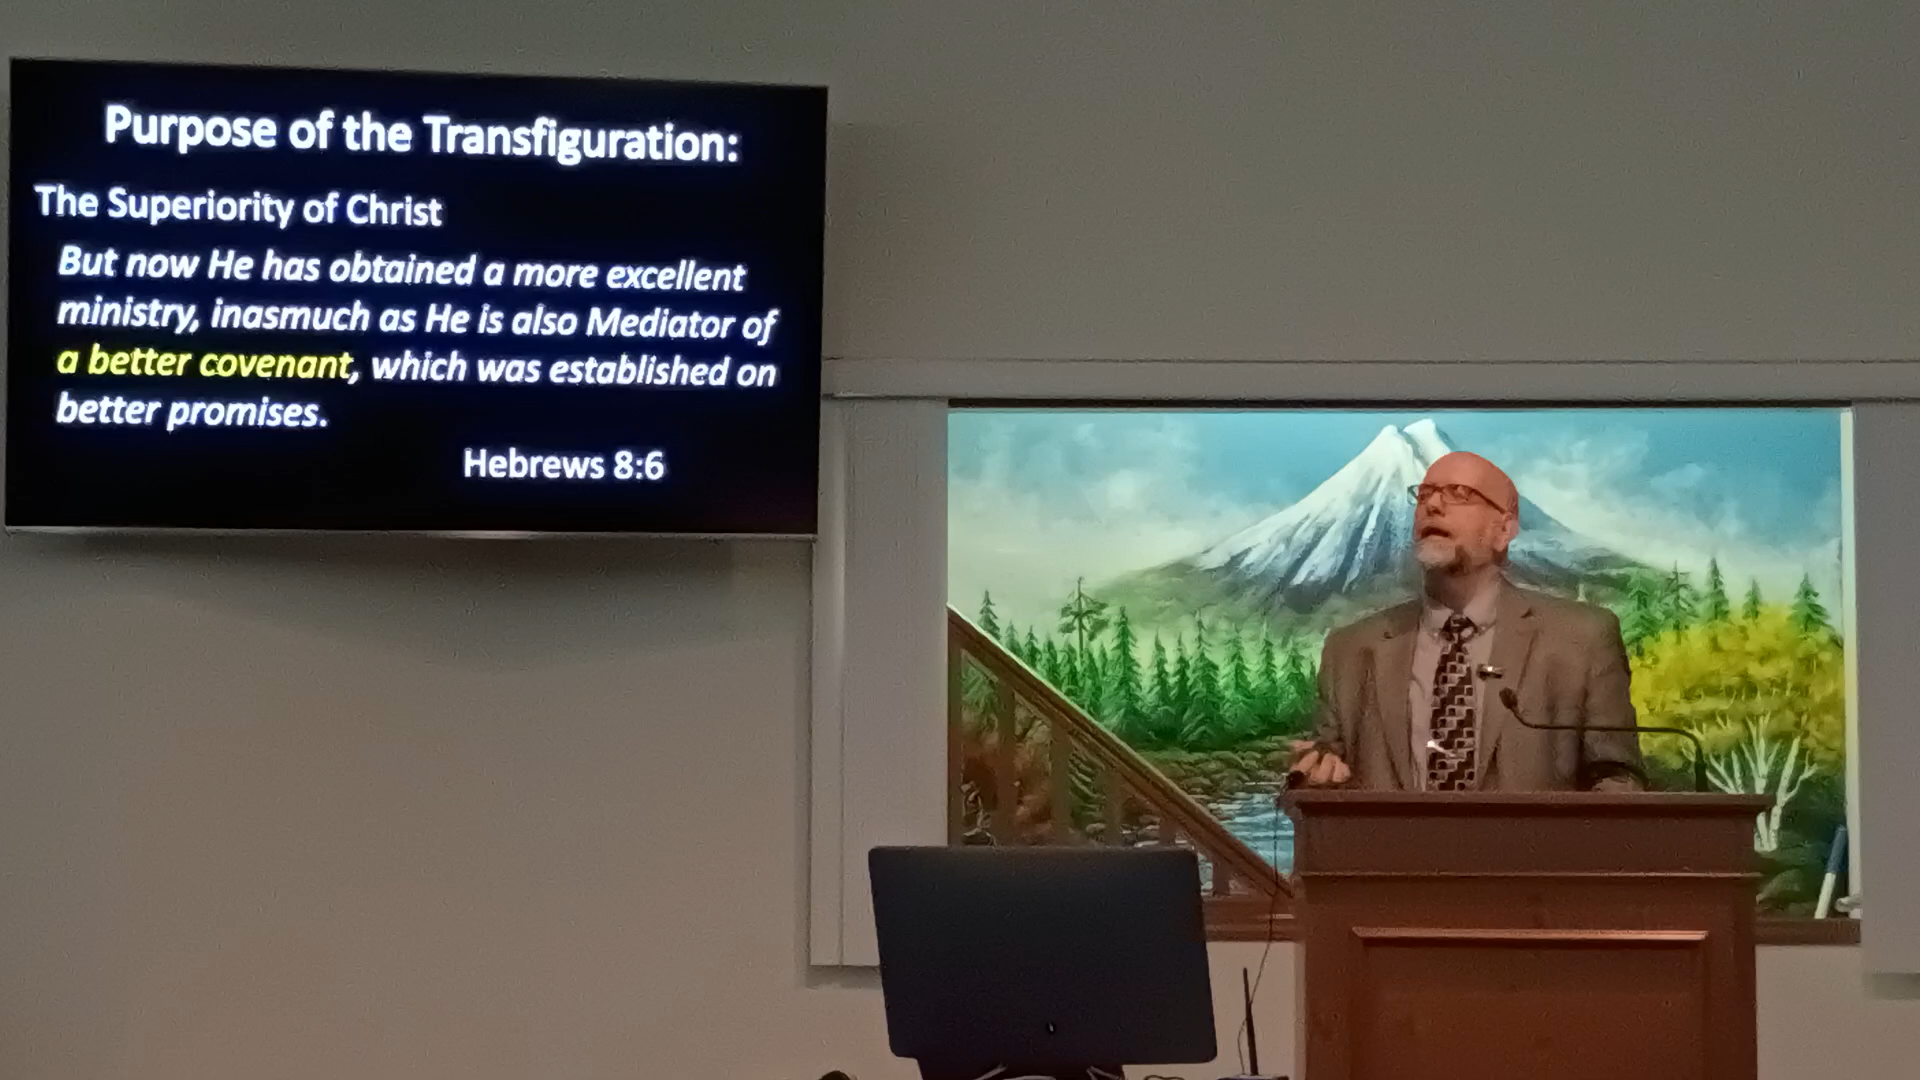 Purpose of the Transfiguration:
The Superiority of Christ
But now He has obtained a more excellent
ministry, inasmuch as He is also Mediator of
a better covenant, which was established on
better promises.
Hebrews 8:6